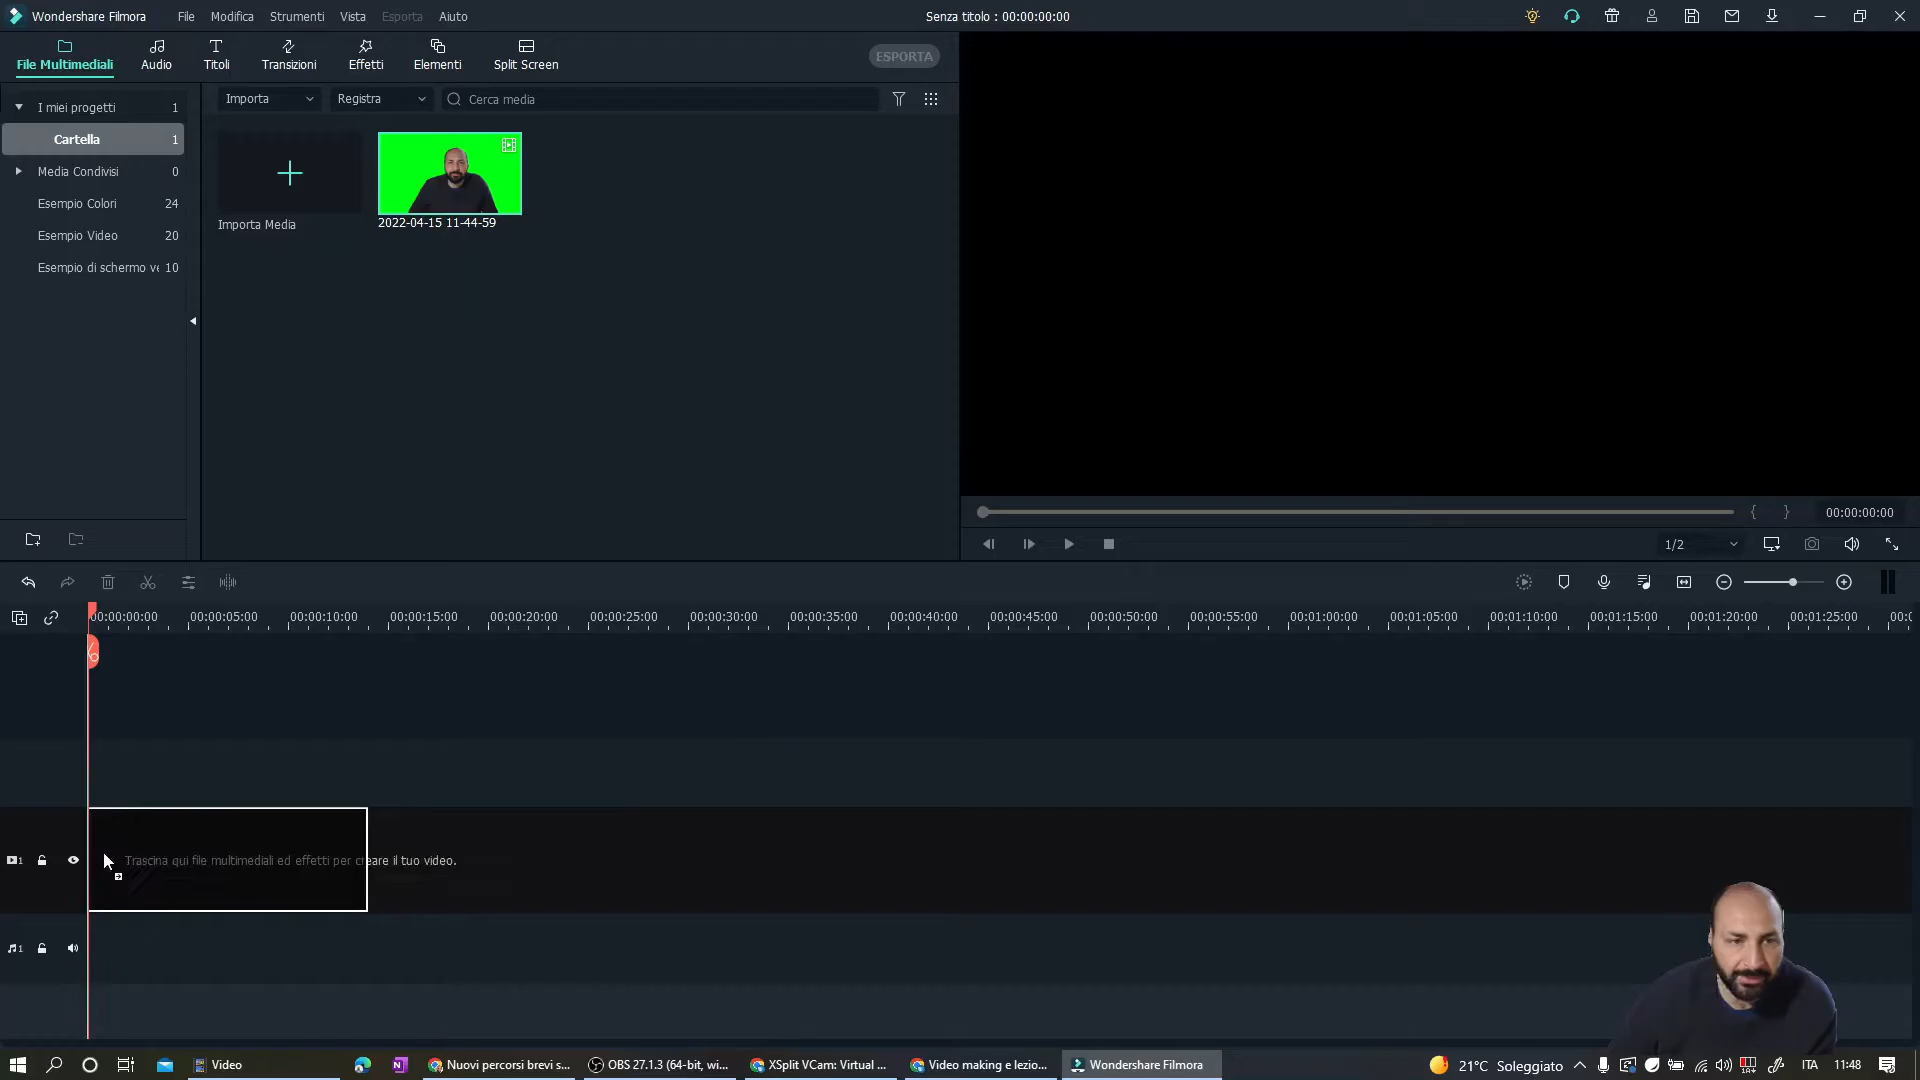 Wondershare Filmora File Modifica Strumenti Vista Esporta Aiuto Senza titolo : 00:00:00:00
File Multimediali Audio Titoli Transizioni Effetti Elementi Split Screen ESPORTA
I miei progetti 1
Cartella 1
Media Condivisi 0
Esempio Colori 24
Esempio Video 20
Esempio di schermo ve 10
Importa Registra Cerca media
Importa Media
2022-04-15 11-44-59
00:00:00:00
1/2
00:00:00:00 00:00:05:00 00:00:10:00 00:00:15:00 00:00:20:00 00:00:25:00 00:00:30:00 00:00:35:00 00:00:40:00 00:00:45:00 00:00:50:00 00:00:55:00 00:01:00:00 00:01:05:00 00:01:10:00 00:01:15:00 00:01:20:00 00:01:25:00 00:0
1 Trascina qui file multimediali ed effetti per creare il tuo video.
1
Video Nuovi percorsi brevi s... OBS 27.1.3 (64-bit, wi... XSplit VCam: Virtual ... Video making e lezio... Wondershare Filmora 21°C Soleggiato ITA 11:48